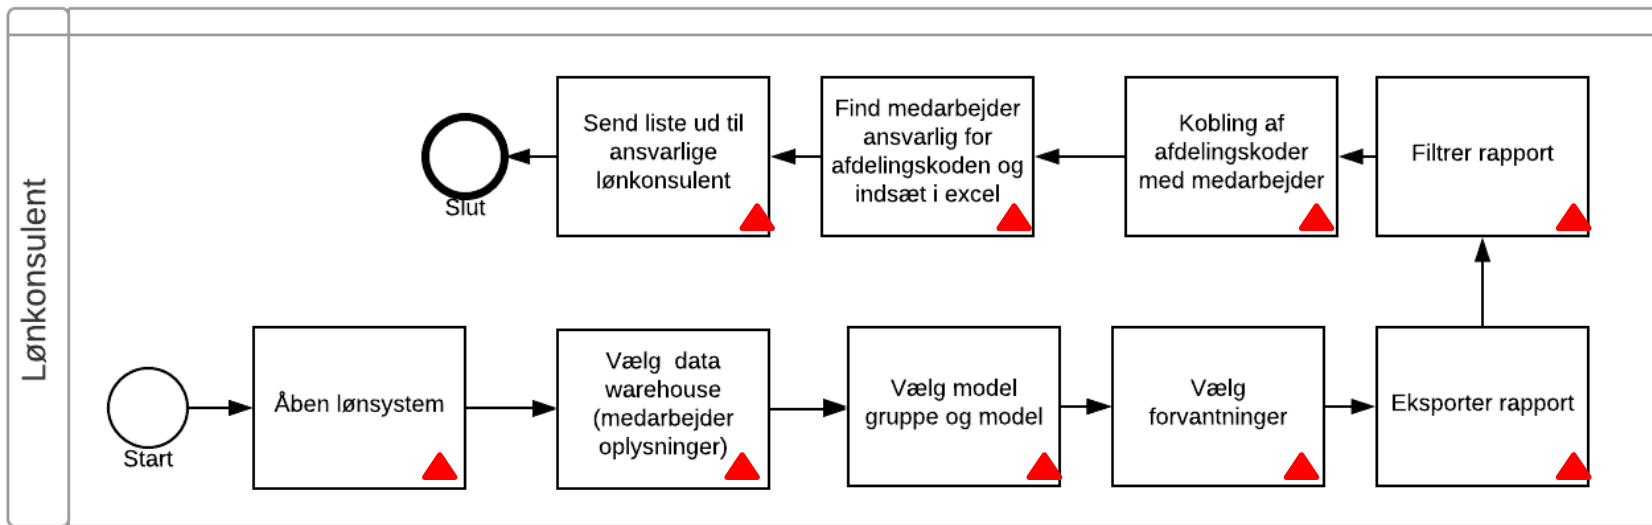 Lønkonsulent
Start
Åben lønsystem
Vælg data
warehouse
(medarbejder
oplysninger)
Vælg model
gruppe og model
Vælg
forvantninger
Eksporter rapport
Filtrer rapport
Kobling af
afdelingskoder
med medarbejder
Find medarbejder
ansvarlig for
afdelingskoden og
indsæt i excel
Send liste ud til
ansvarlige
lønkonsulent
Slut